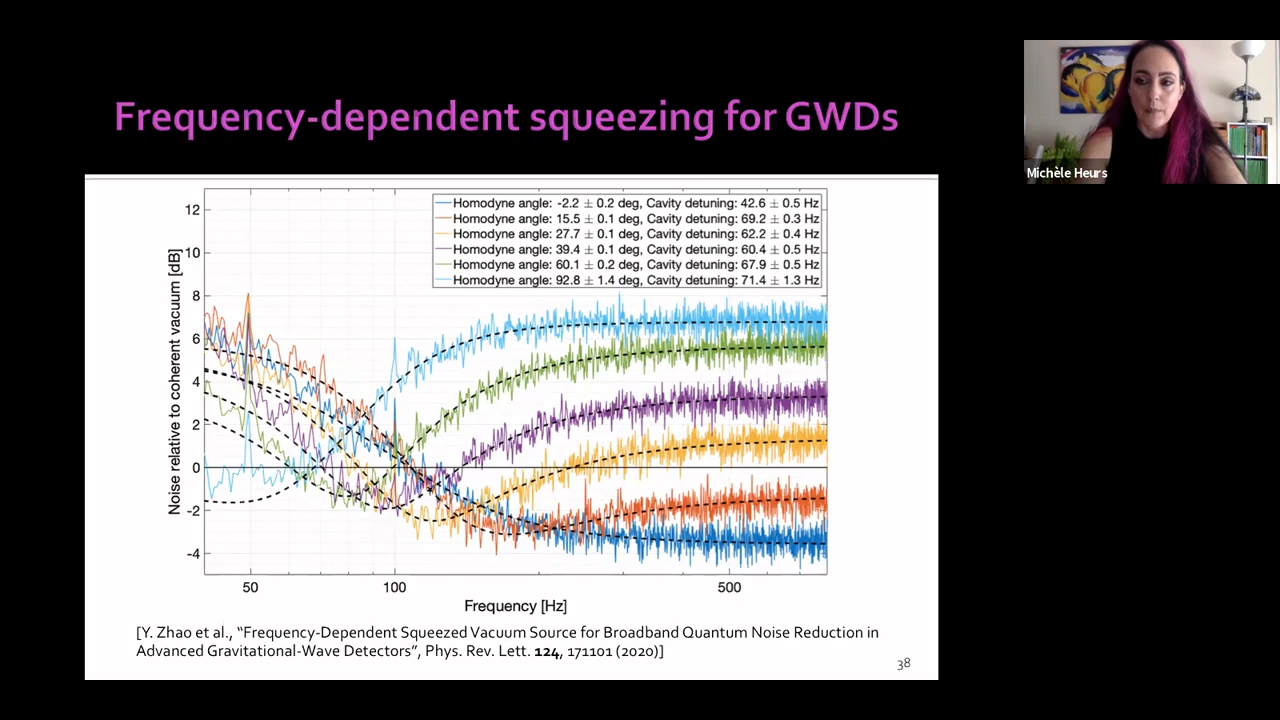 Frequency-dependent squeezing for GWDs
Michèle Heurs
Homodyne angle: -2.2 ± 0.2 deg, Cavity detuning: 42.6 ± 0.5 Hz
Homodyne angle: 15.5 ± 0.1 deg, Cavity detuning: 69.2 ± 0.3 Hz
Homodyne angle: 27.7 ± 0.1 deg, Cavity detuning: 62.2 ± 0.4 Hz
Homodyne angle: 39.4 ± 0.1 deg, Cavity detuning: 60.4 ± 0.5 Hz
Homodyne angle: 60.1 ± 0.2 deg, Cavity detuning: 67.9 ± 0.5 Hz
Homodyne angle: 92.8 ± 1.4 deg, Cavity detuning: 71.4 ± 1.3 Hz
Noise relative to coherent vacuum [dB]
12
10
8
6
4
2
0
-2
-4
50 100 500
Frequency [Hz]
[Y. Zhao et al., “Frequency-Dependent Squeezed Vacuum Source for Broadband Quantum Noise Reduction in
Advanced Gravitational-Wave Detectors”, Phys. Rev. Lett. 124, 171101 (2020)]
38